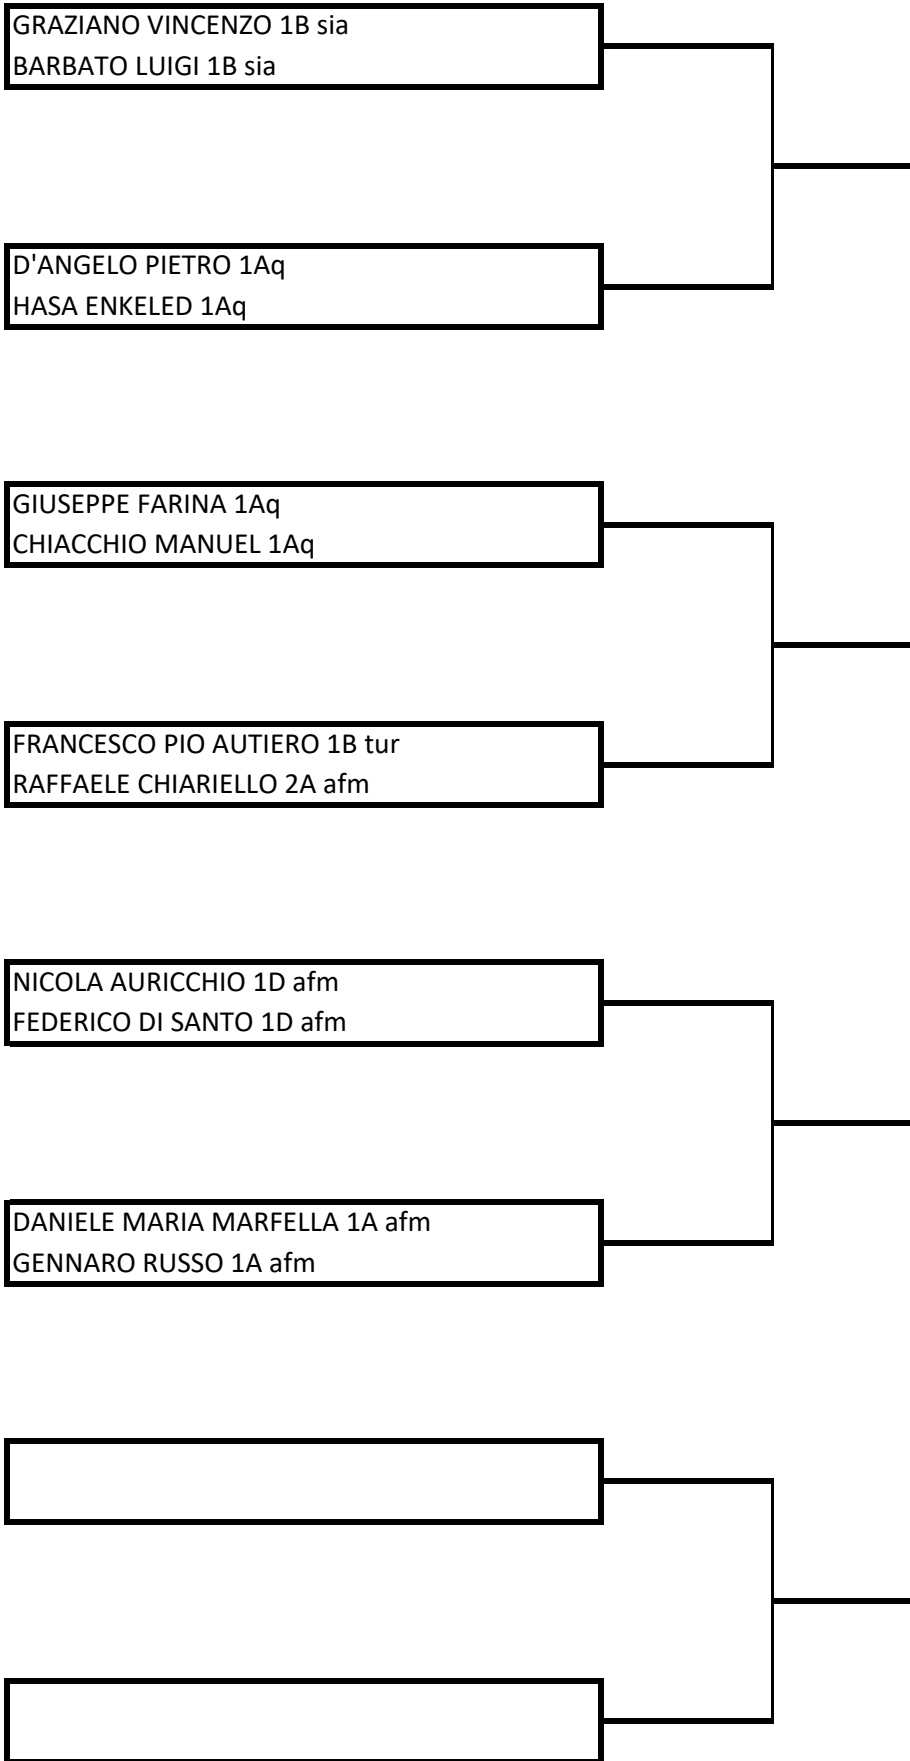 GRAZIANO VINCENZO 1B sia
BARBATO LUIGI 1B sia
D'ANGELO PIETRO 1Aq
HASA ENKELED 1Aq
GIUSEPPE FARINA 1Aq
CHIACCHIO MANUEL 1Aq
FRANCESCO PIO AUTIERO 1B tur
RAFFAELE CHIARIELLO 2A afm
NICOLA AURICCHIO 1D afm
FEDERICO DI SANTO 1D afm
DANIELE MARIA MARFELLA 1A afm
GENNARO RUSSO 1A afm